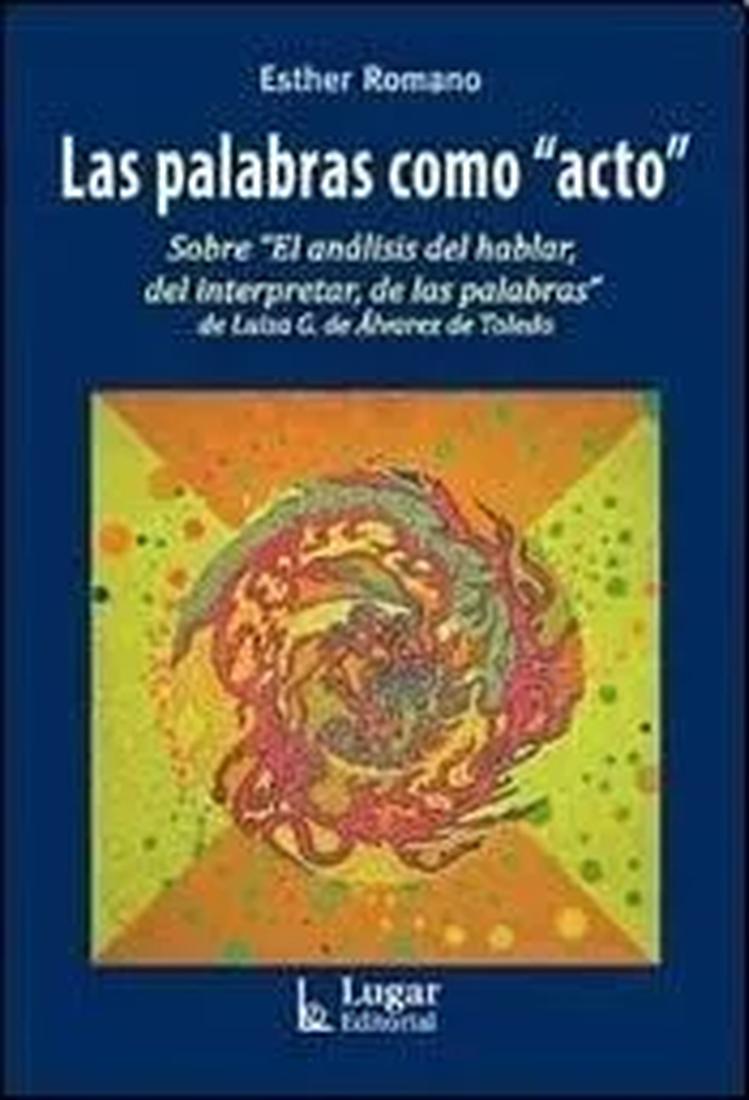 Esther Romano
Las palabras como "acto"
Sobre "El análisis del hablar,
del interpretar, de las palabras"
de Luisa G. de Álvarez de Toledo
Lugar
Editorial